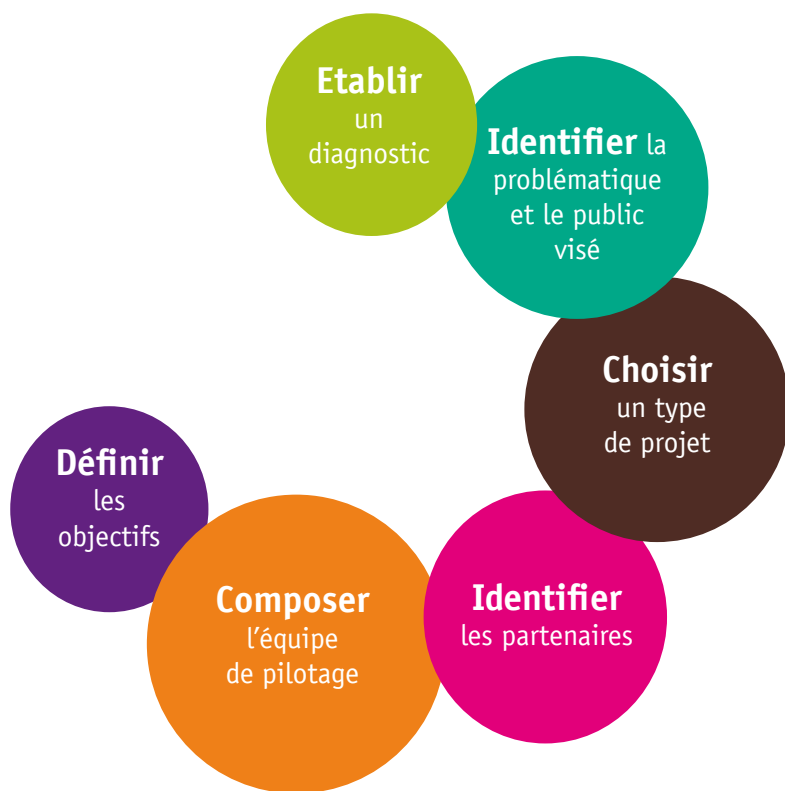 Etablir
un
diagnostic
Identifier la
problématique
et le public
visé
Choisir
un type
de projet
Identifier
les partenaires
Composer
l’équipe
de pilotage
Définir
les
objectifs